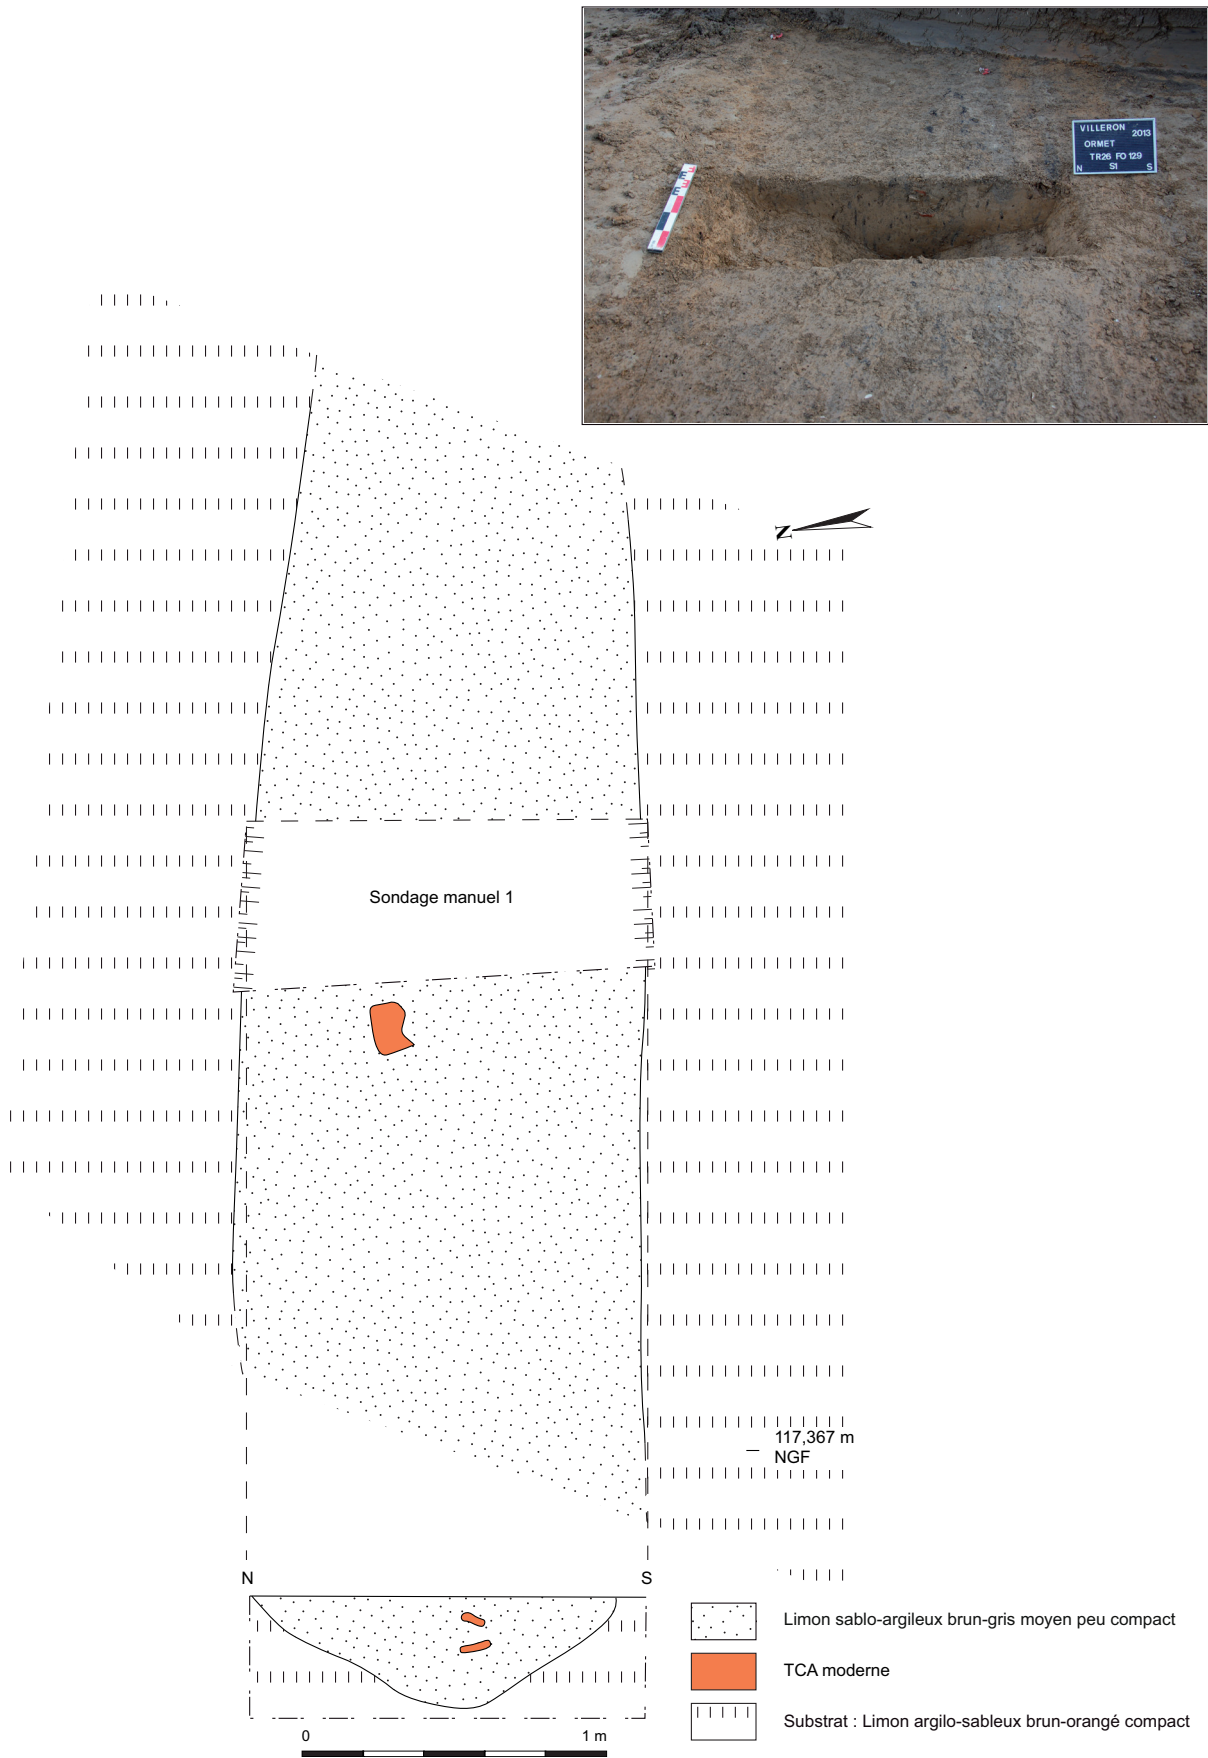 VILLERON 2013
ORMET
TR26 FO 129
N S1 S
N
Sondage manuel 1
117,367 m
NGF
N S
Limon sablo-argileux brun-gris moyen peu compact
TCA moderne
Substrat : Limon argilo-sableux brun-orangé compact
0 1 m